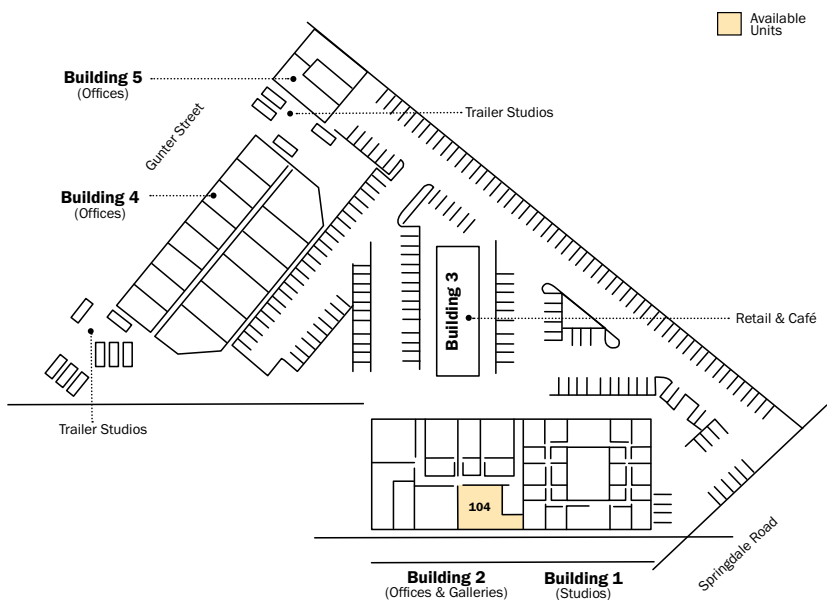 Available
Units
Building 5
(Offices)
Trailer Studios
Gunter Street
Building 4
(Offices)
Building 3
Retail & Café
Trailer Studios
104
Springdale Road
Building 2
(Offices & Galleries)
Building 1
(Studios)